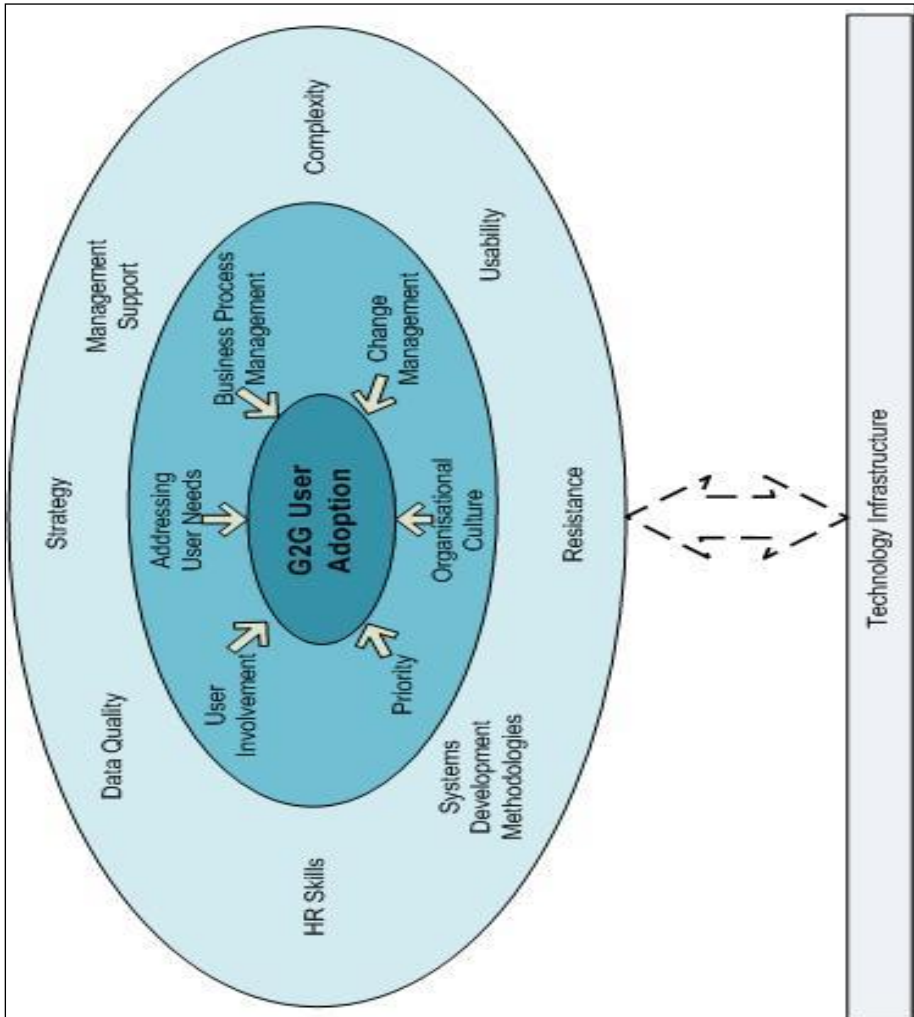 Strategy
Management
Support
Data Quality
Complexity
HR Skills
Usability
Systems
Development
Methodologies
Resistance
Addressing
User Needs
Business Process
Management
User
Involvement
Change
Management
Priority
Organisational
Culture
G2G User
Adoption
Technology Infrastructure